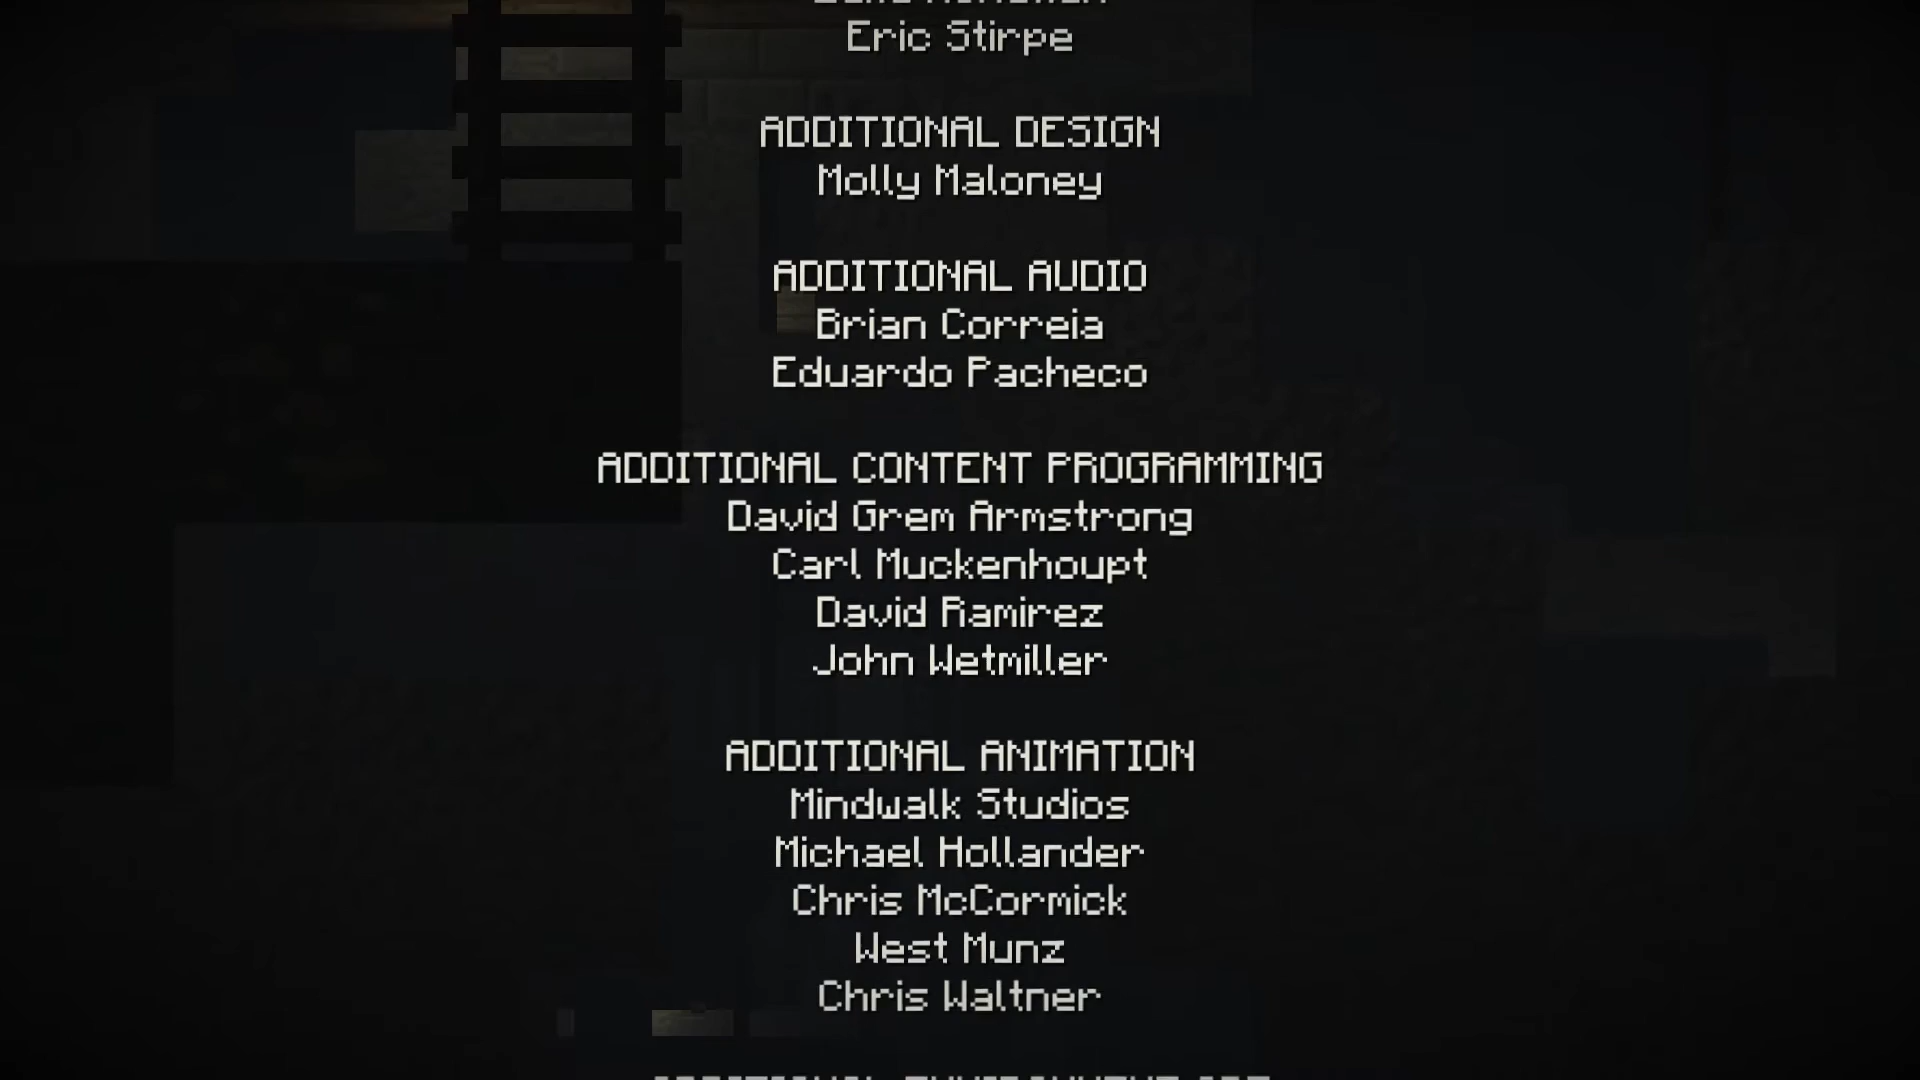 Eric Stirpe
ADDITIONAL DESIGN
Molly Maloney
ADDITIONAL AUDIO
Brian Correia
Eduardo Pacheco
ADDITIONAL CONTENT PROGRAMMING
David Grem Armstrong
Carl Muckenhoupt
David Ramirez
John Wetmiller
ADDITIONAL ANIMATION
Mindwalk Studios
Michael Hollander
Chris McCormick
West Munz
Chris Waltner